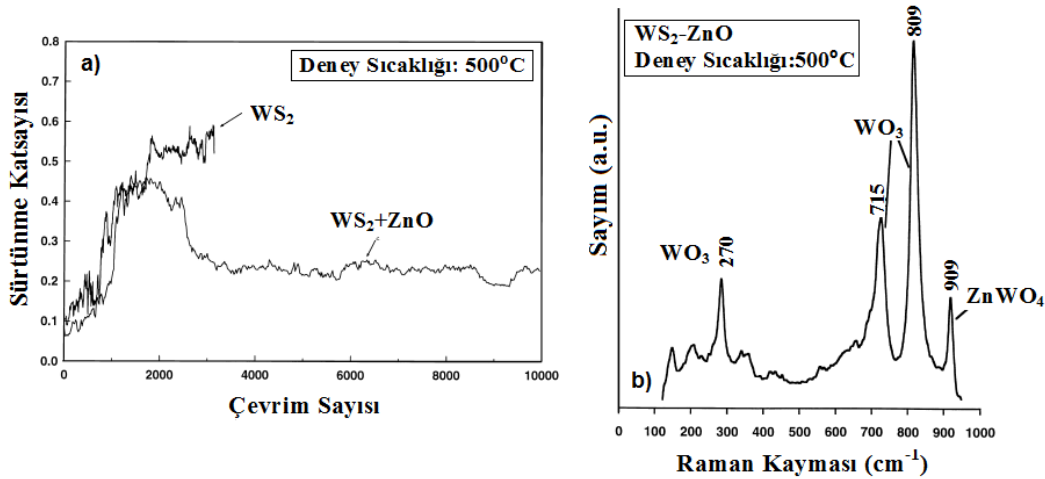 a)
Deney Sıcaklığı: 500°C
WS2
WS2+ZnO
Sürtünme Katsayısı
0.8
0.7
0.6
0.5
0.4
0.3
0.2
0.1
0.0
0 2000 4000 6000 8000 10000
Çevrim Sayısı
WS2-ZnO
Deney Sıcaklığı:500°C
809
WO3
715
WO3
270
909
ZnWO4
b)
Sayım (a.u.)
0 100 200 300 400 500 600 700 800 900 1000
Raman Kayması (cm-1)